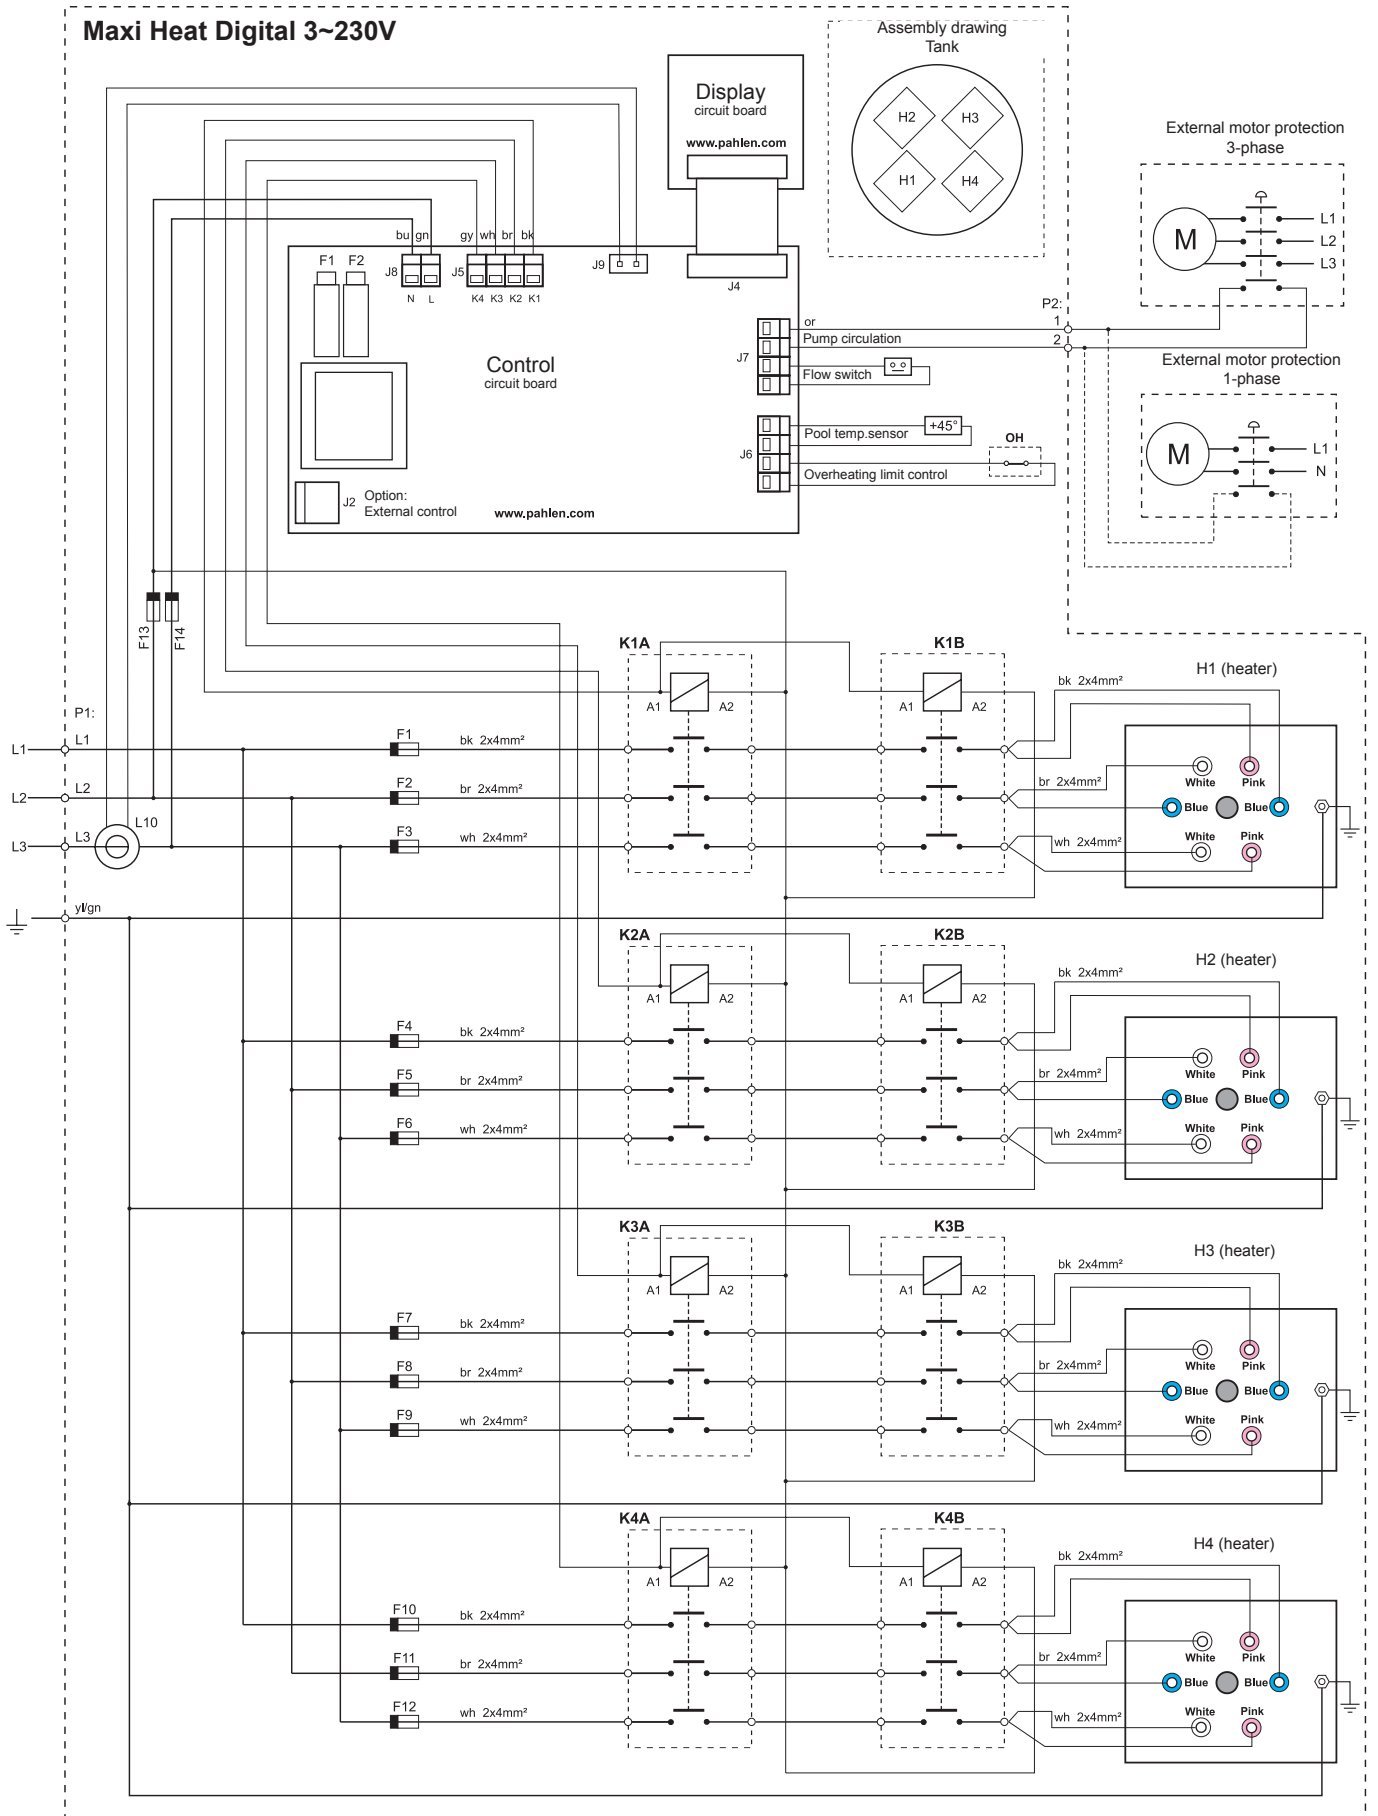 Maxi Heat Digital 3~230V
Assembly drawing
Tank
H2 H3
H1 H4
Display
circuit board
www.pahlen.com
External motor protection
3-phase
M
L1
L2
L3
bu gn gy wh br bk
F1 F2
J8 J5 J9
N L K4 K3 K2 K1
J4
P2:
1
2
or
Pump circulation
J7
Flow switch
Control
circuit board
External motor protection
1-phase
M
L1
N
Pool temp.sensor
+45°
OH
J6
Overheating limit control
J2
Option:
External control
www.pahlen.com
F13
F14
K1A K1B
H1 (heater)
bk 2x4mm²
A1 A2 A1 A2
P1:
L1 L1 F1 bk 2x4mm²
L2 L2 F2 br 2x4mm² br 2x4mm²
L10
L3 L3 F3 wh 2x4mm² wh 2x4mm²
White Pink
Blue Blue
White Pink
yl/gn
K2A K2B
H2 (heater)
bk 2x4mm²
A1 A2 A1 A2
F4 bk 2x4mm²
F5 br 2x4mm² br 2x4mm²
F6 wh 2x4mm² wh 2x4mm²
White Pink
Blue Blue
White Pink
K3A K3B
H3 (heater)
bk 2x4mm²
A1 A2 A1 A2
F7 bk 2x4mm²
F8 br 2x4mm² br 2x4mm²
F9 wh 2x4mm² wh 2x4mm²
White Pink
Blue Blue
White Pink
K4A K4B
H4 (heater)
bk 2x4mm²
A1 A2 A1 A2
F10 bk 2x4mm²
F11 br 2x4mm² br 2x4mm²
F12 wh 2x4mm² wh 2x4mm²
White Pink
Blue Blue
White Pink